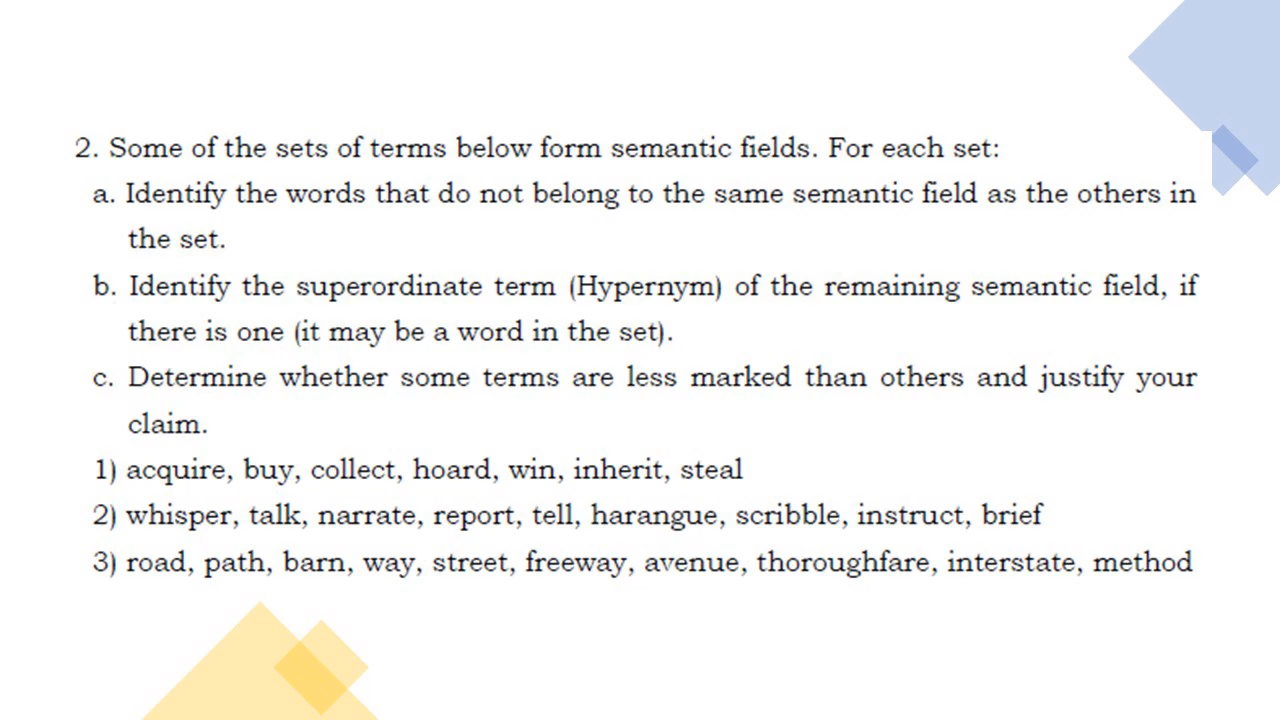 2. Some of the sets of terms below form semantic fields. For each set:
a. Identify the words that do not belong to the same semantic field as the others in
the set.
b. Identify the superordinate term (Hypernym) of the remaining semantic field, if
there is one (it may be a word in the set).
c. Determine whether some terms are less marked than others and justify your
claim.
1) acquire, buy, collect, hoard, win, inherit, steal
2) whisper, talk, narrate, report, tell, harangue, scribble, instruct, brief
3) road, path, barn, way, street, freeway, avenue, thoroughfare, interstate, method